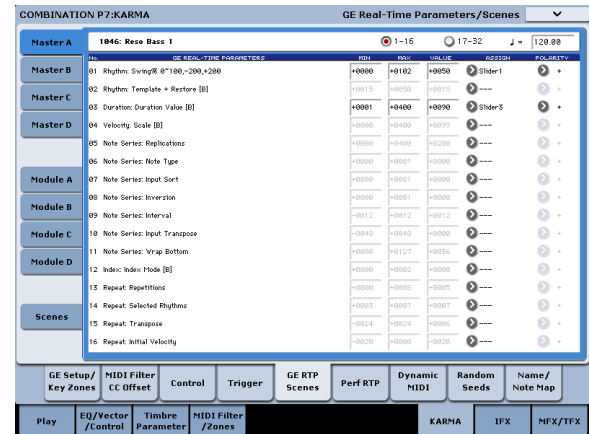 COMBINATION P7:KARMA GE Real-Time Parameters/Scenes
Master A 1046: Reso Bass 1 1-16 17-32 ♩ = 120.00
No. GE REAL-TIME PARAMETERS MIN MAX VALUE ASSIGN POLARITY
Master B 01 Rhythm: Swing% 0~100,-200,+200 +0000 +0102 +0050 Slider1 +
02 Rhythm: Template + Restore [B] +0015 +0050 +0015 --- +
Master C 03 Duration: Duration Value [B] +0001 +0400 +0090 Slider3 +
Master D 04 Velocity: Scale [B] +0000 +0400 +0099 --- +
05 Note Series: Replications +0000 +0400 +0200 --- +
06 Note Series: Note Type +0000 +0001 +0000 --- +
Module A 07 Note Series: Input Sort +0000 +0001 +0000 --- +
Module B 08 Note Series: Inversion +0000 +0001 +0000 --- +
09 Note Series: Interval -0012 +0012 +0012 --- +
Module C 10 Note Series: Input Transpose -0048 +0048 +0000 --- +
11 Note Series: Wrap Bottom +0000 +0127 +0036 --- +
Module D 12 Index: Index Mode [B] +0000 +0002 +0000 --- +
13 Repeat: Repetitions +0000 +0008 +0005 --- +
Scenes 14 Repeat: Selected Rhythms +0003 +0007 +0007 --- +
15 Repeat: Transpose -0024 +0024 +0006 --- +
16 Repeat: Initial Velocity -0020 +0000 -0020 --- +
GE Setup/ Key Zones MIDI Filter CC Offset Control Trigger GE RTP Scenes Perf RTP Dynamic MIDI Random Seeds Name/ Note Map
Play EQ/Vector /Control Timbre Parameter MIDI Filter /Zones KARMA IFX MFX/TFX